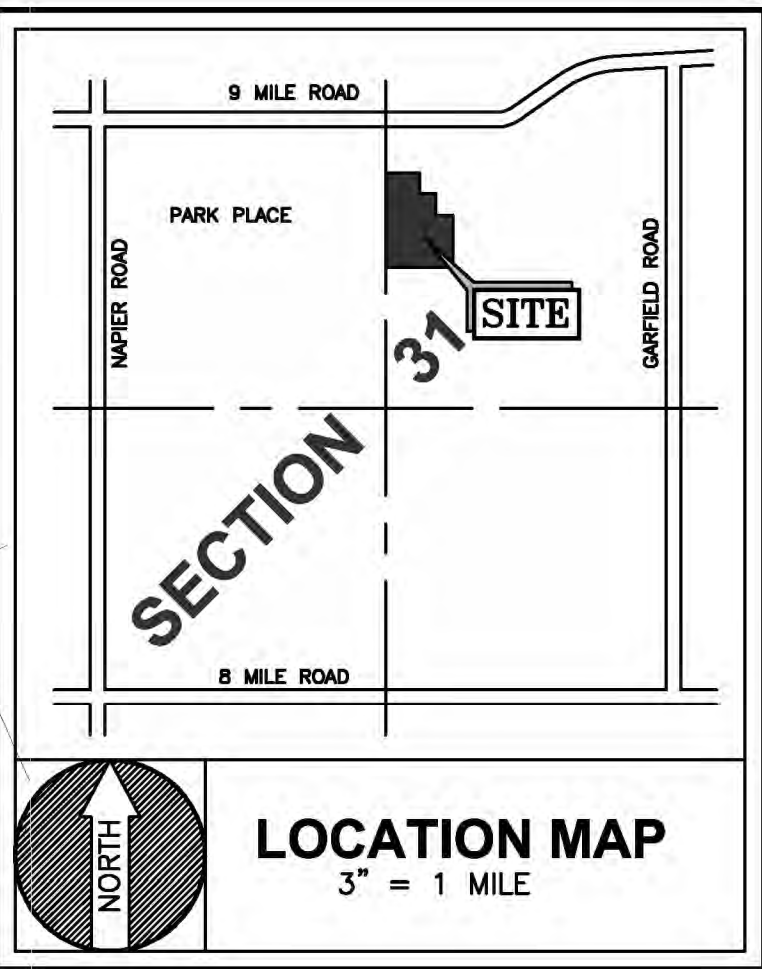 9 MILE ROAD
PARK PLACE
NAPIER ROAD
GARFIELD ROAD
SITE
SECTION 31
8 MILE ROAD
NORTH
LOCATION MAP
3" = 1 MILE